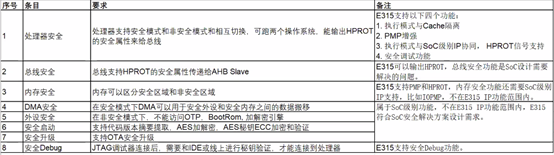 序号 条目 要求 备注
1 处理器安全 处理器支持安全模式和非安全模式和相互切换，可跑两个操作系统，能输出HPROT的安全属性来给总线
E315支持以下四个功能：
1. 执行模式与Cache隔离
2. PMP增强
3. 执行模式与SoC级别IP协同， HPROT信号支持
4. 安全调试功能
2 总线安全 总线支持HPROT的安全属性传递给AHB Slave
E315可以输出HPROT，总线安全功能是SoC设计需要解决的问题。
3 内存安全 内存可以区分安全区域和非安全区域
E315支持PMP和HPROT，内存安全功能还需要SoC级别IP支持，比如IOPMP，不在E315 IP功能范围内。
4 DMA安全 在安全模式下DMA可以用于安全外设和安全内存之间的数据搬移
5 外设安全 在非安全模式下，不能访问OTP、BootRom, 加解密引擎
6 安全启动 支持代码版本摘要提取、AES加解密、AES秘钥ECC加密和验证
7 安全升级 支持OTA安全升级
属于SoC级别功能，不在E315 IP功能范围内。E315符合SoC安全解决方案设计需求。
8 安全Debug JTAG调试器连接后，需要和IDE或线上进行秘钥验证，才能连接到处理器
E315支持安全Debug功能。